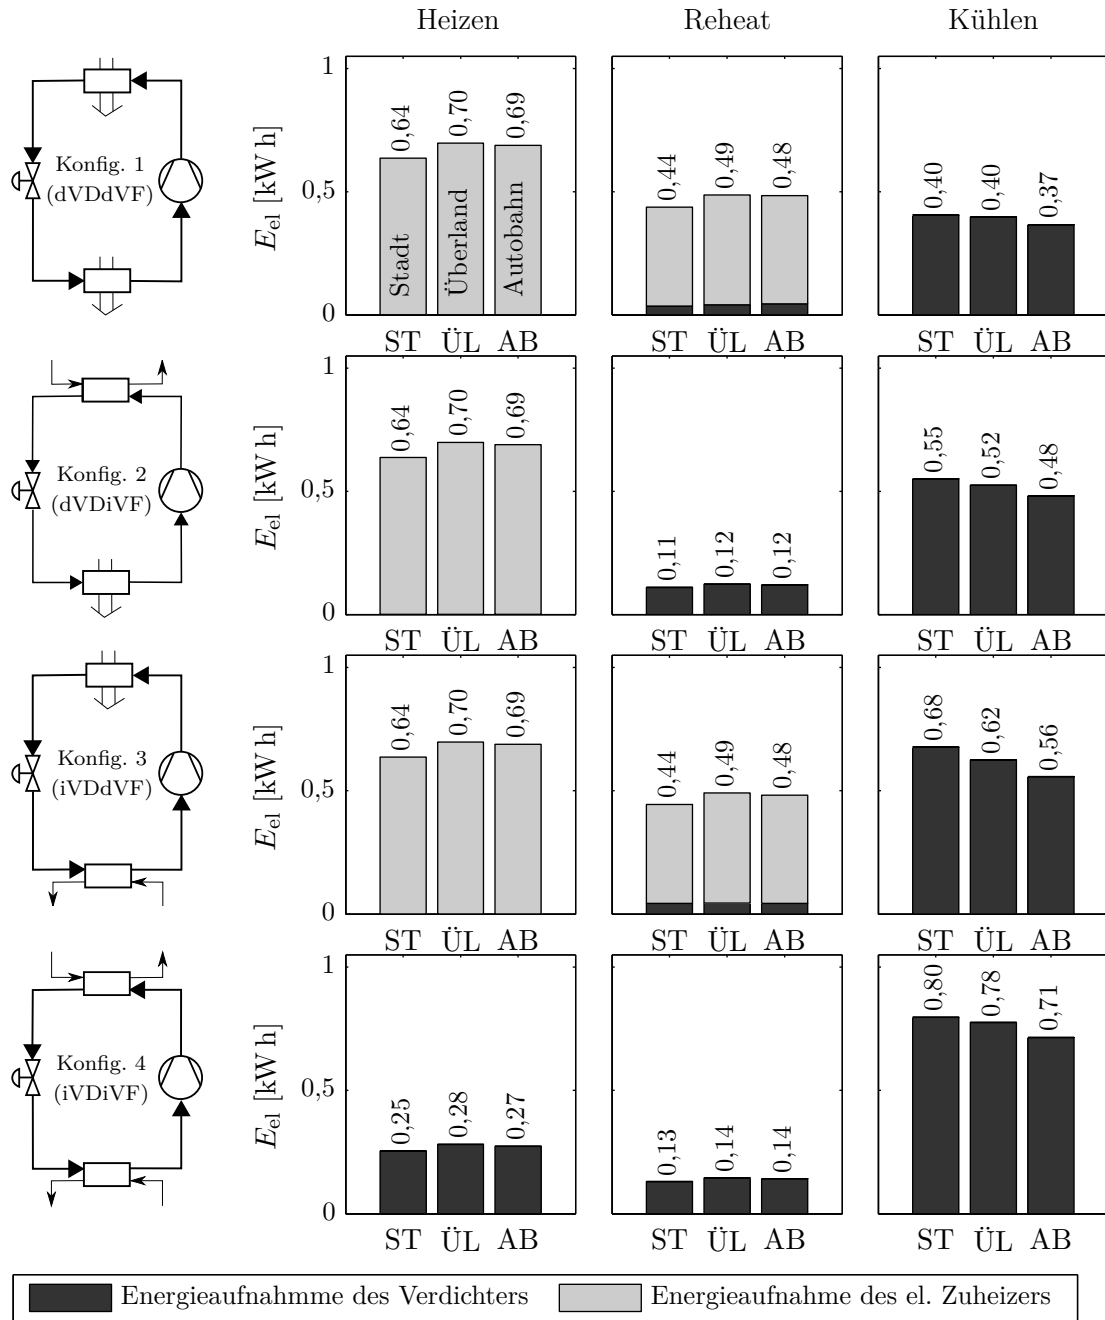 Heizen Reheat Kühlen
Konfig. 1
(dVDdVF)
E_el [kW h]
1
0,5
0
0,64 0,70 0,69
Stadt Überland Autobahn
ST ÜL AB
0,44 0,49 0,48
ST ÜL AB
0,40 0,40 0,37
ST ÜL AB
Konfig. 2
(dVDiVF)
E_el [kW h]
1
0,5
0
0,64 0,70 0,69
ST ÜL AB
0,11 0,12 0,12
ST ÜL AB
0,55 0,52 0,48
ST ÜL AB
Konfig. 3
(iVDdVF)
E_el [kW h]
1
0,5
0
0,64 0,70 0,69
ST ÜL AB
0,44 0,49 0,48
ST ÜL AB
0,68 0,62 0,56
ST ÜL AB
Konfig. 4
(iVDiVF)
E_el [kW h]
1
0,5
0
0,25 0,28 0,27
ST ÜL AB
0,13 0,14 0,14
ST ÜL AB
0,80 0,78 0,71
ST ÜL AB
Energieaufnahmme des Verdichters Energieaufnahme des el. Zuheizers